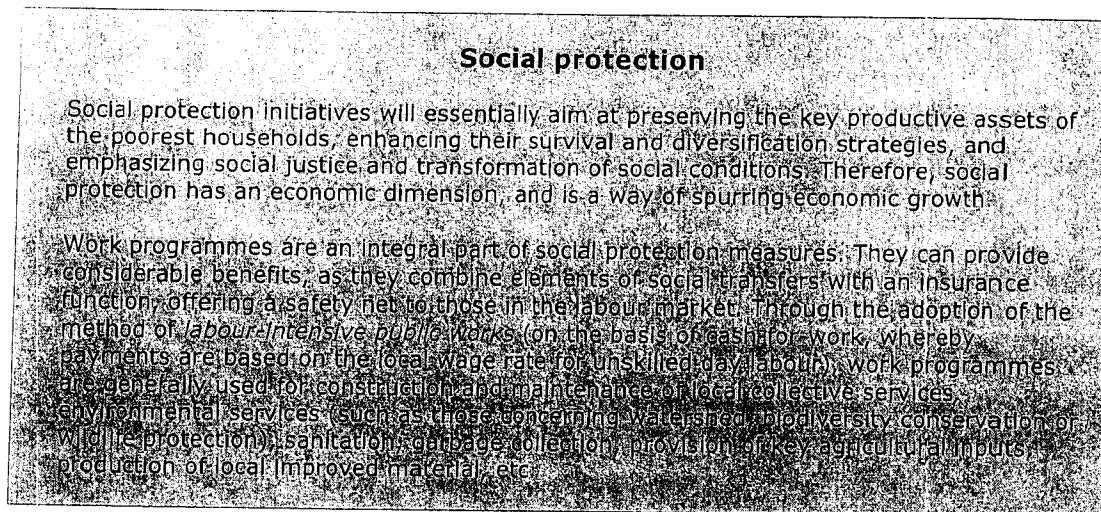 Social protection
Social protection initiatives will essentially aim at preserving the key productive assets of
the poorest households, enhancing their survival and diversification strategies, and
emphasizing social justice and transformation of social conditions. Therefore, social
protection has an economic dimension, and is a way of spurring economic growth.
Work programmes are an integral part of social protection measures. They can provide
considerable benefits, as they combine elements of social transfers with an insurance
function, offering a safety net to those in the labour market. Through the adoption of the
method of labour-intensive public works (on the basis of cash for work, whereby
payments are based on the local wage rate for unskilled day labour), work programmes
are generally used for construction and maintenance of local collective services,
environmental services (such as those concerning watershed, biodiversity conservation or
wildlife protection), sanitation, garbage collection, provision of key agricultural inputs,
production of local improved material, etc.